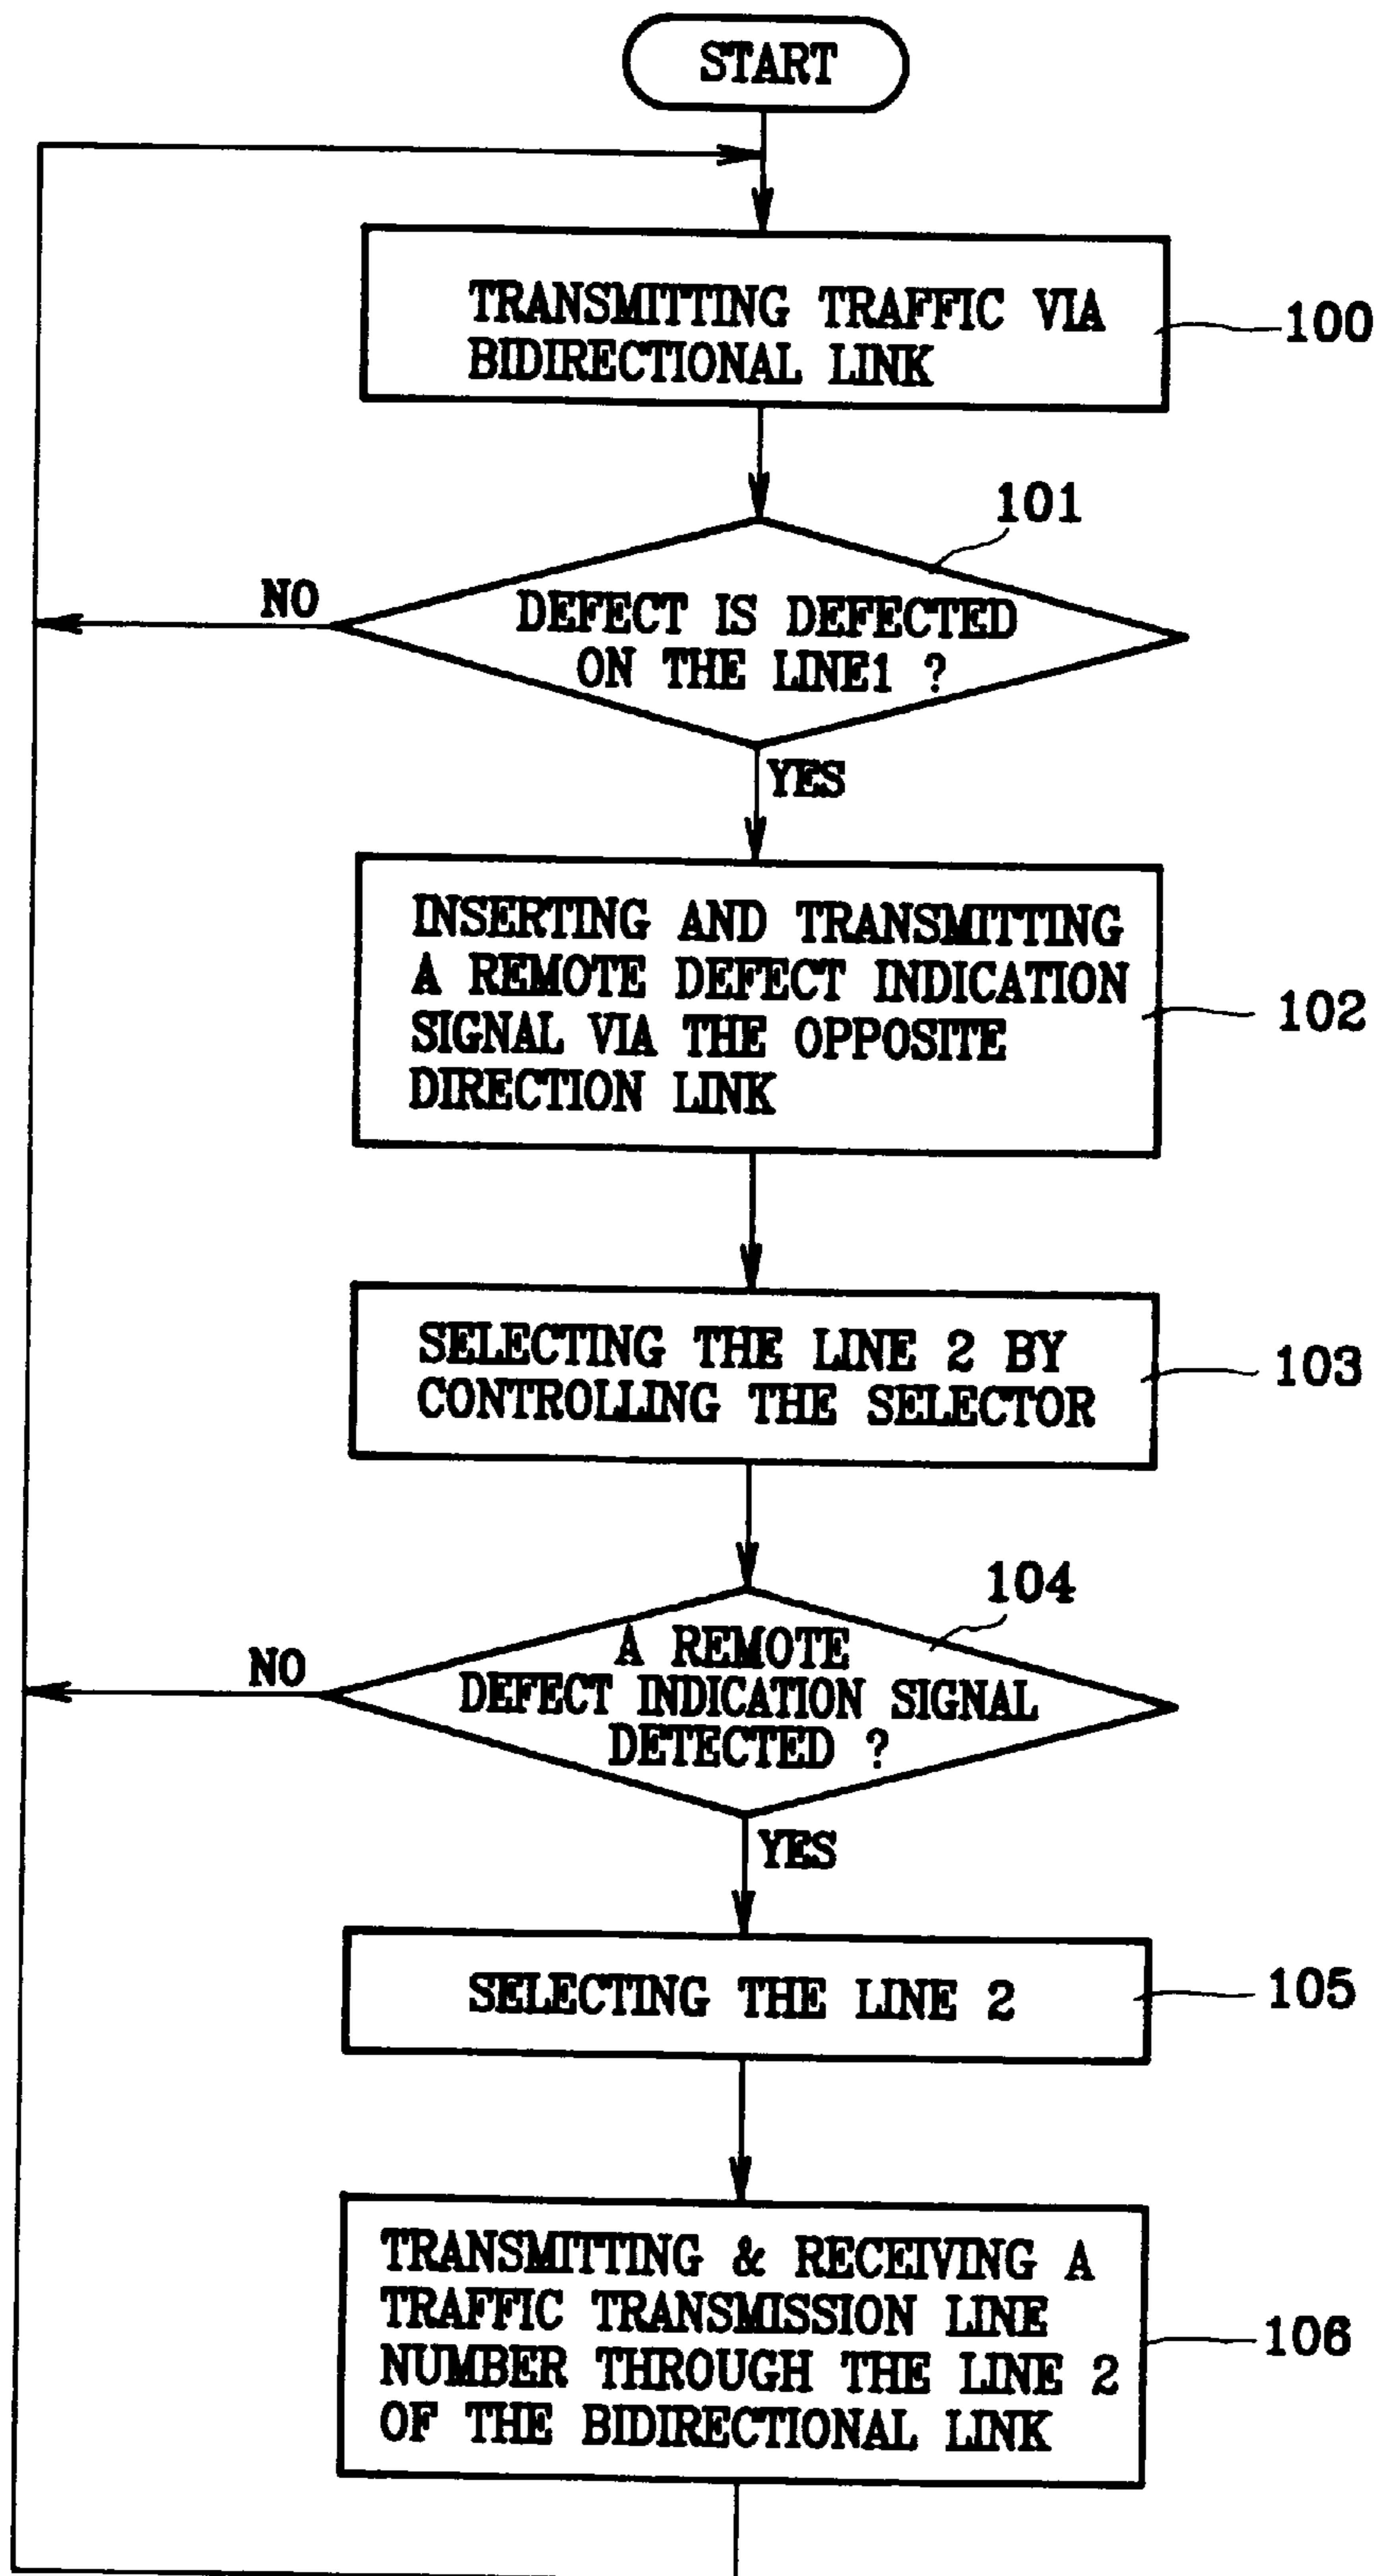 START
TRANSMITTING TRAFFIC VIA
BIDIRECTIONAL LINK
100
101
NO
DEFECT IS DEFECTED
ON THE LINE1 ?
YES
INSERTING AND TRANSMITTING
A REMOTE DEFECT INDICATION
SIGNAL VIA THE OPPOSITE
DIRECTION LINK
102
SELECTING THE LINE 2 BY
CONTROLLING THE SELECTOR
103
104
NO
A REMOTE
DEFECT INDICATION SIGNAL
DETECTED ?
YES
SELECTING THE LINE 2
105
TRANSMITTING & RECEIVING A
TRAFFIC TRANSMISSION LINE
NUMBER THROUGH THE LINE 2
OF THE BIDIRECTIONAL LINK
106